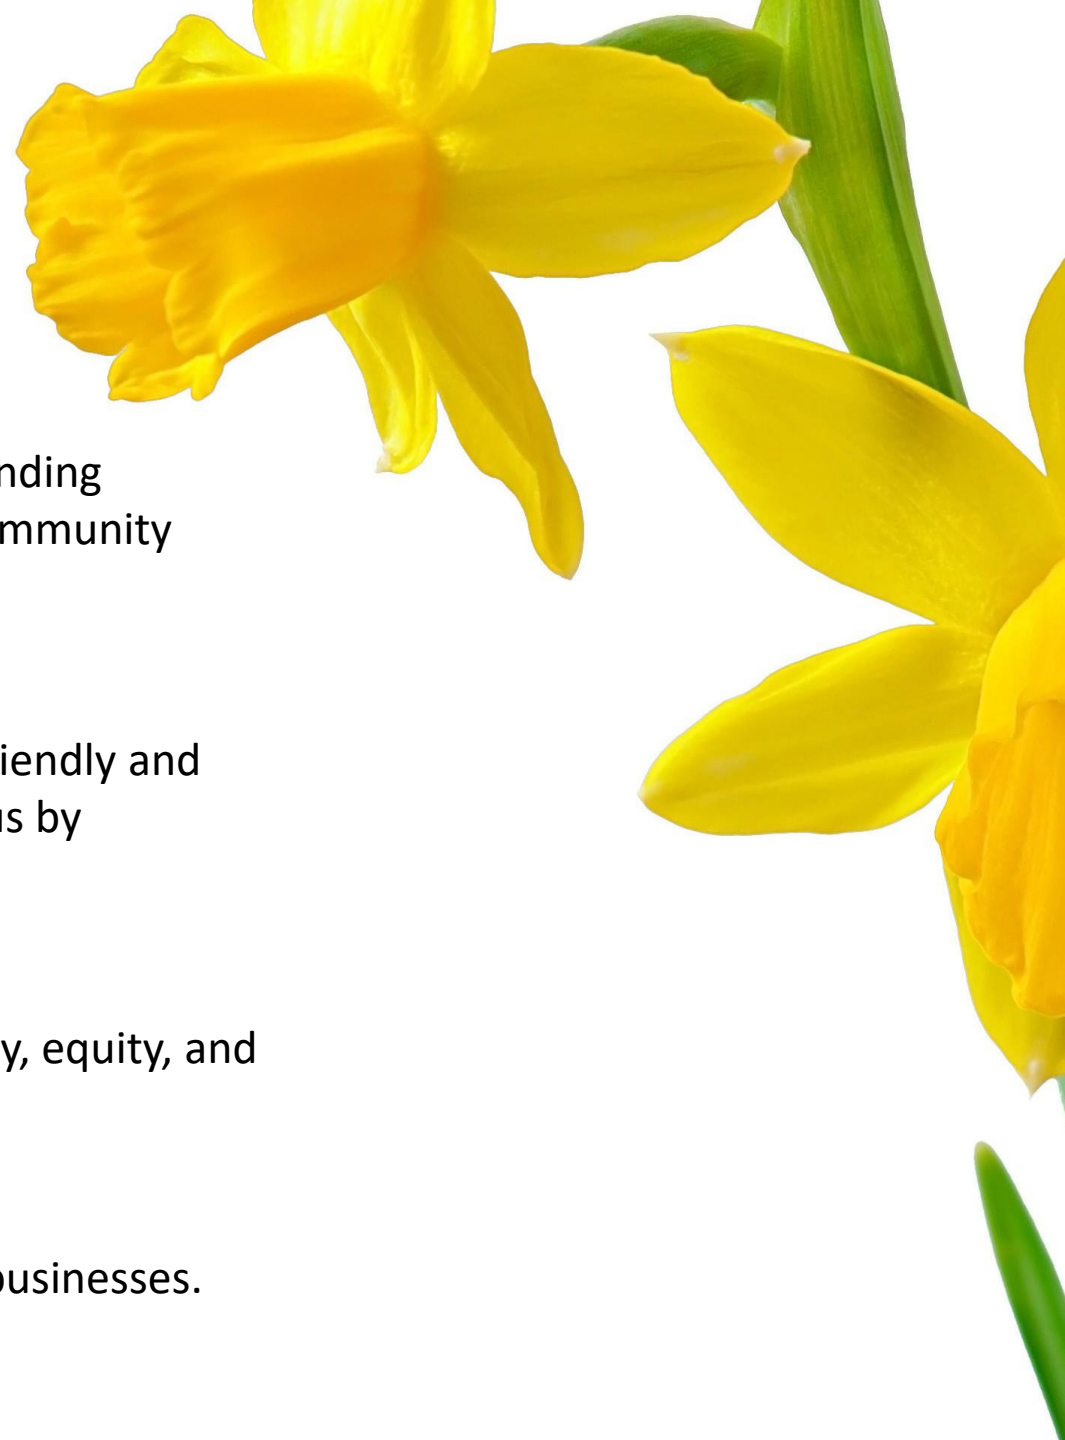 nding
mmunity
iendly and
us by
y, equity, and
businesses.